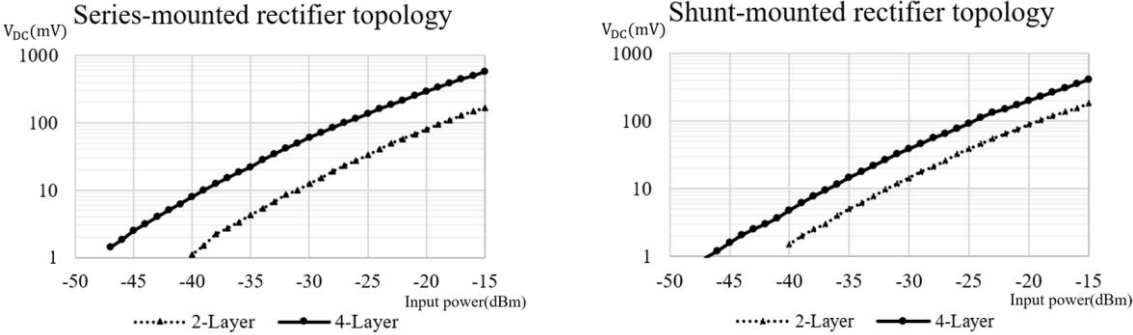 Series-mounted rectifier topology
V_DC(mV)
1000
100
10
1
-50 -45 -40 -35 -30 -25 -20 -15
Input power(dBm)
2-Layer 4-Layer
Shunt-mounted rectifier topology
V_DC(mV)
1000
100
10
1
-50 -45 -40 -35 -30 -25 -20 -15
Input power(dBm)
2-Layer 4-Layer